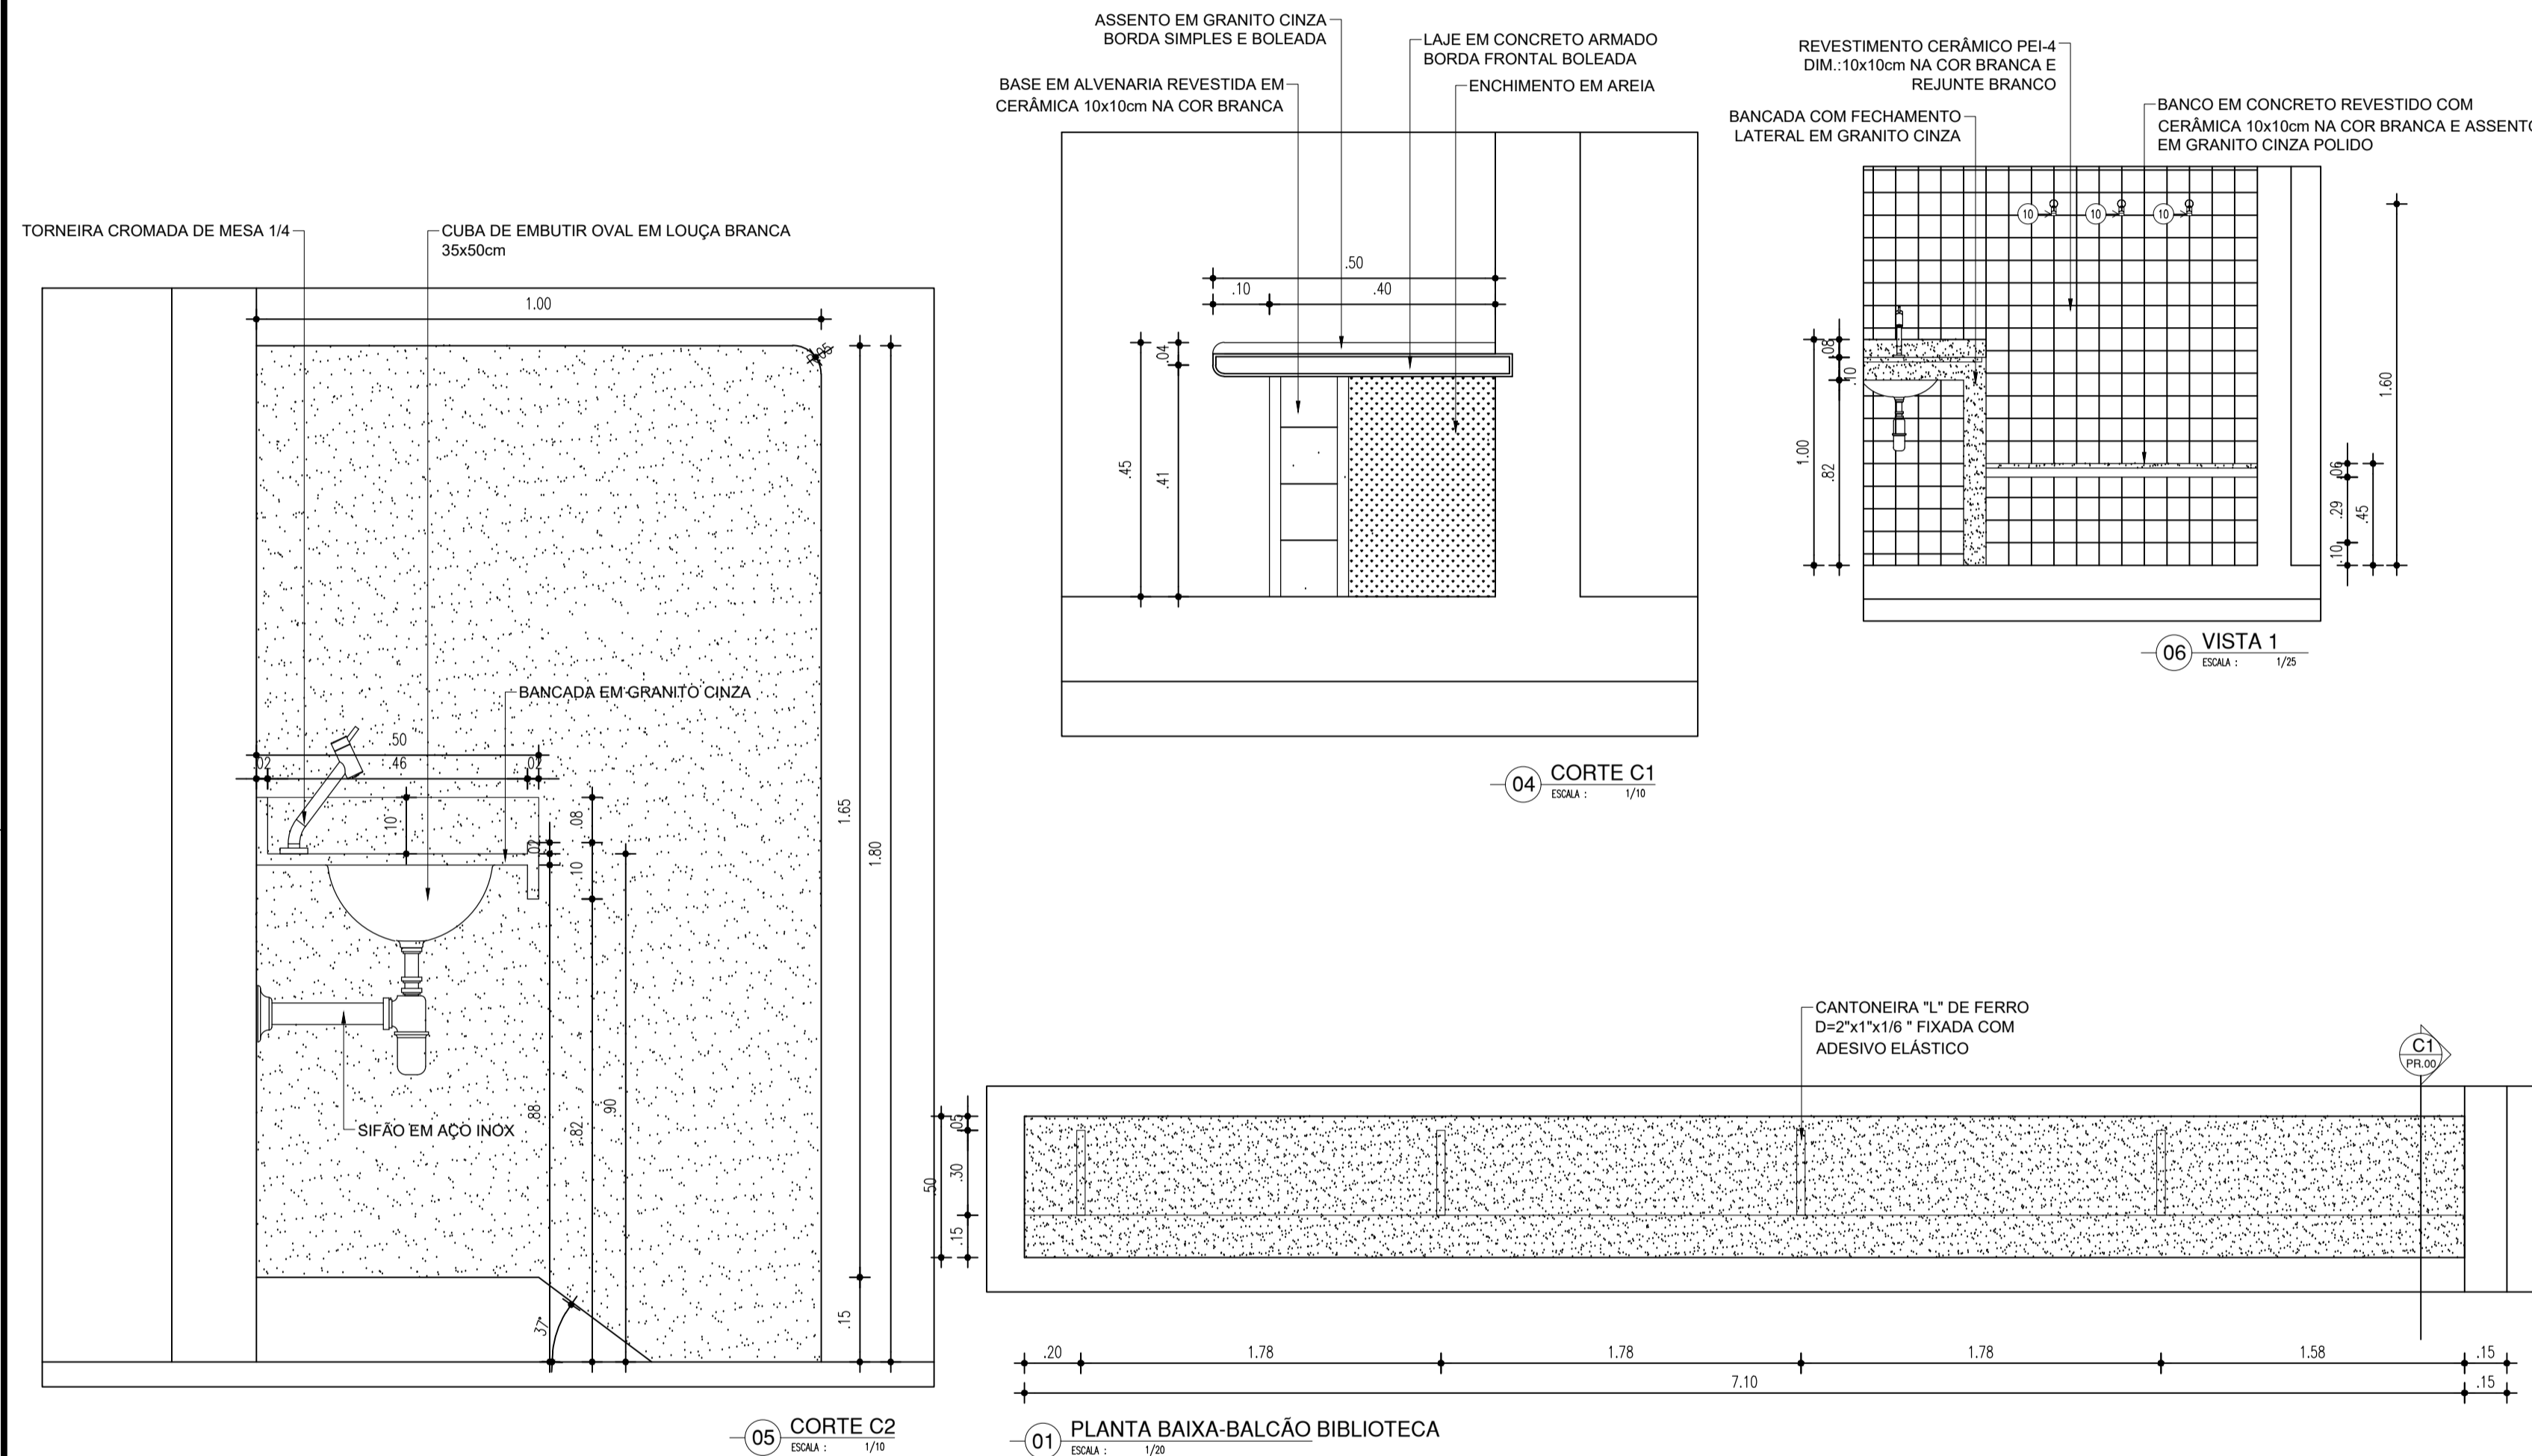 TORNEIRA CROMADA DE MESA 1/4
CUBA DE EMBUTIR OVAL EM LOUÇA BRANCA
35x50cm
1.00
R.05
BANCADA EM GRANITO CINZA
.50
.02
.46
.02
.10
.08
.02
.10
1.65
1.80
SIFÃO EM AÇO INOX
.88
.82
.90
.15
37°
05
CORTE C2
ESCALA :
1/10
ASSENTO EM GRANITO CINZA
BORDA SIMPLES E BOLEADA
LAJE EM CONCRETO ARMADO
BORDA FRONTAL BOLEADA
BASE EM ALVENARIA REVESTIDA EM
CERÂMICA 10x10cm NA COR BRANCA
ENCHIMENTO EM AREIA
.50
.10
.40
.04
.45
.41
04
CORTE C1
ESCALA :
1/10
REVESTIMENTO CERÂMICO PEI-4
DIM.:10x10cm NA COR BRANCA E
REJUNTE BRANCO
BANCADA COM FECHAMENTO
LATERAL EM GRANITO CINZA
BANCO EM CONCRETO REVESTIDO COM
CERÂMICA 10x10cm NA COR BRANCA E ASSENTO
EM GRANITO CINZA POLIDO
10
10
10
.08
.10
1.00
.82
1.60
.06
.29
.45
.10
06
VISTA 1
ESCALA :
1/25
CANTONEIRA "L" DE FERRO
D=2"x1"x1/6 " FIXADA COM
ADESIVO ELÁSTICO
C1
PR.00
.05
.50
.30
.15
.20
1.78
1.78
1.78
1.58
.15
7.10
.15
01
PLANTA BAIXA-BALCÃO BIBLIOTECA
ESCALA :
1/20